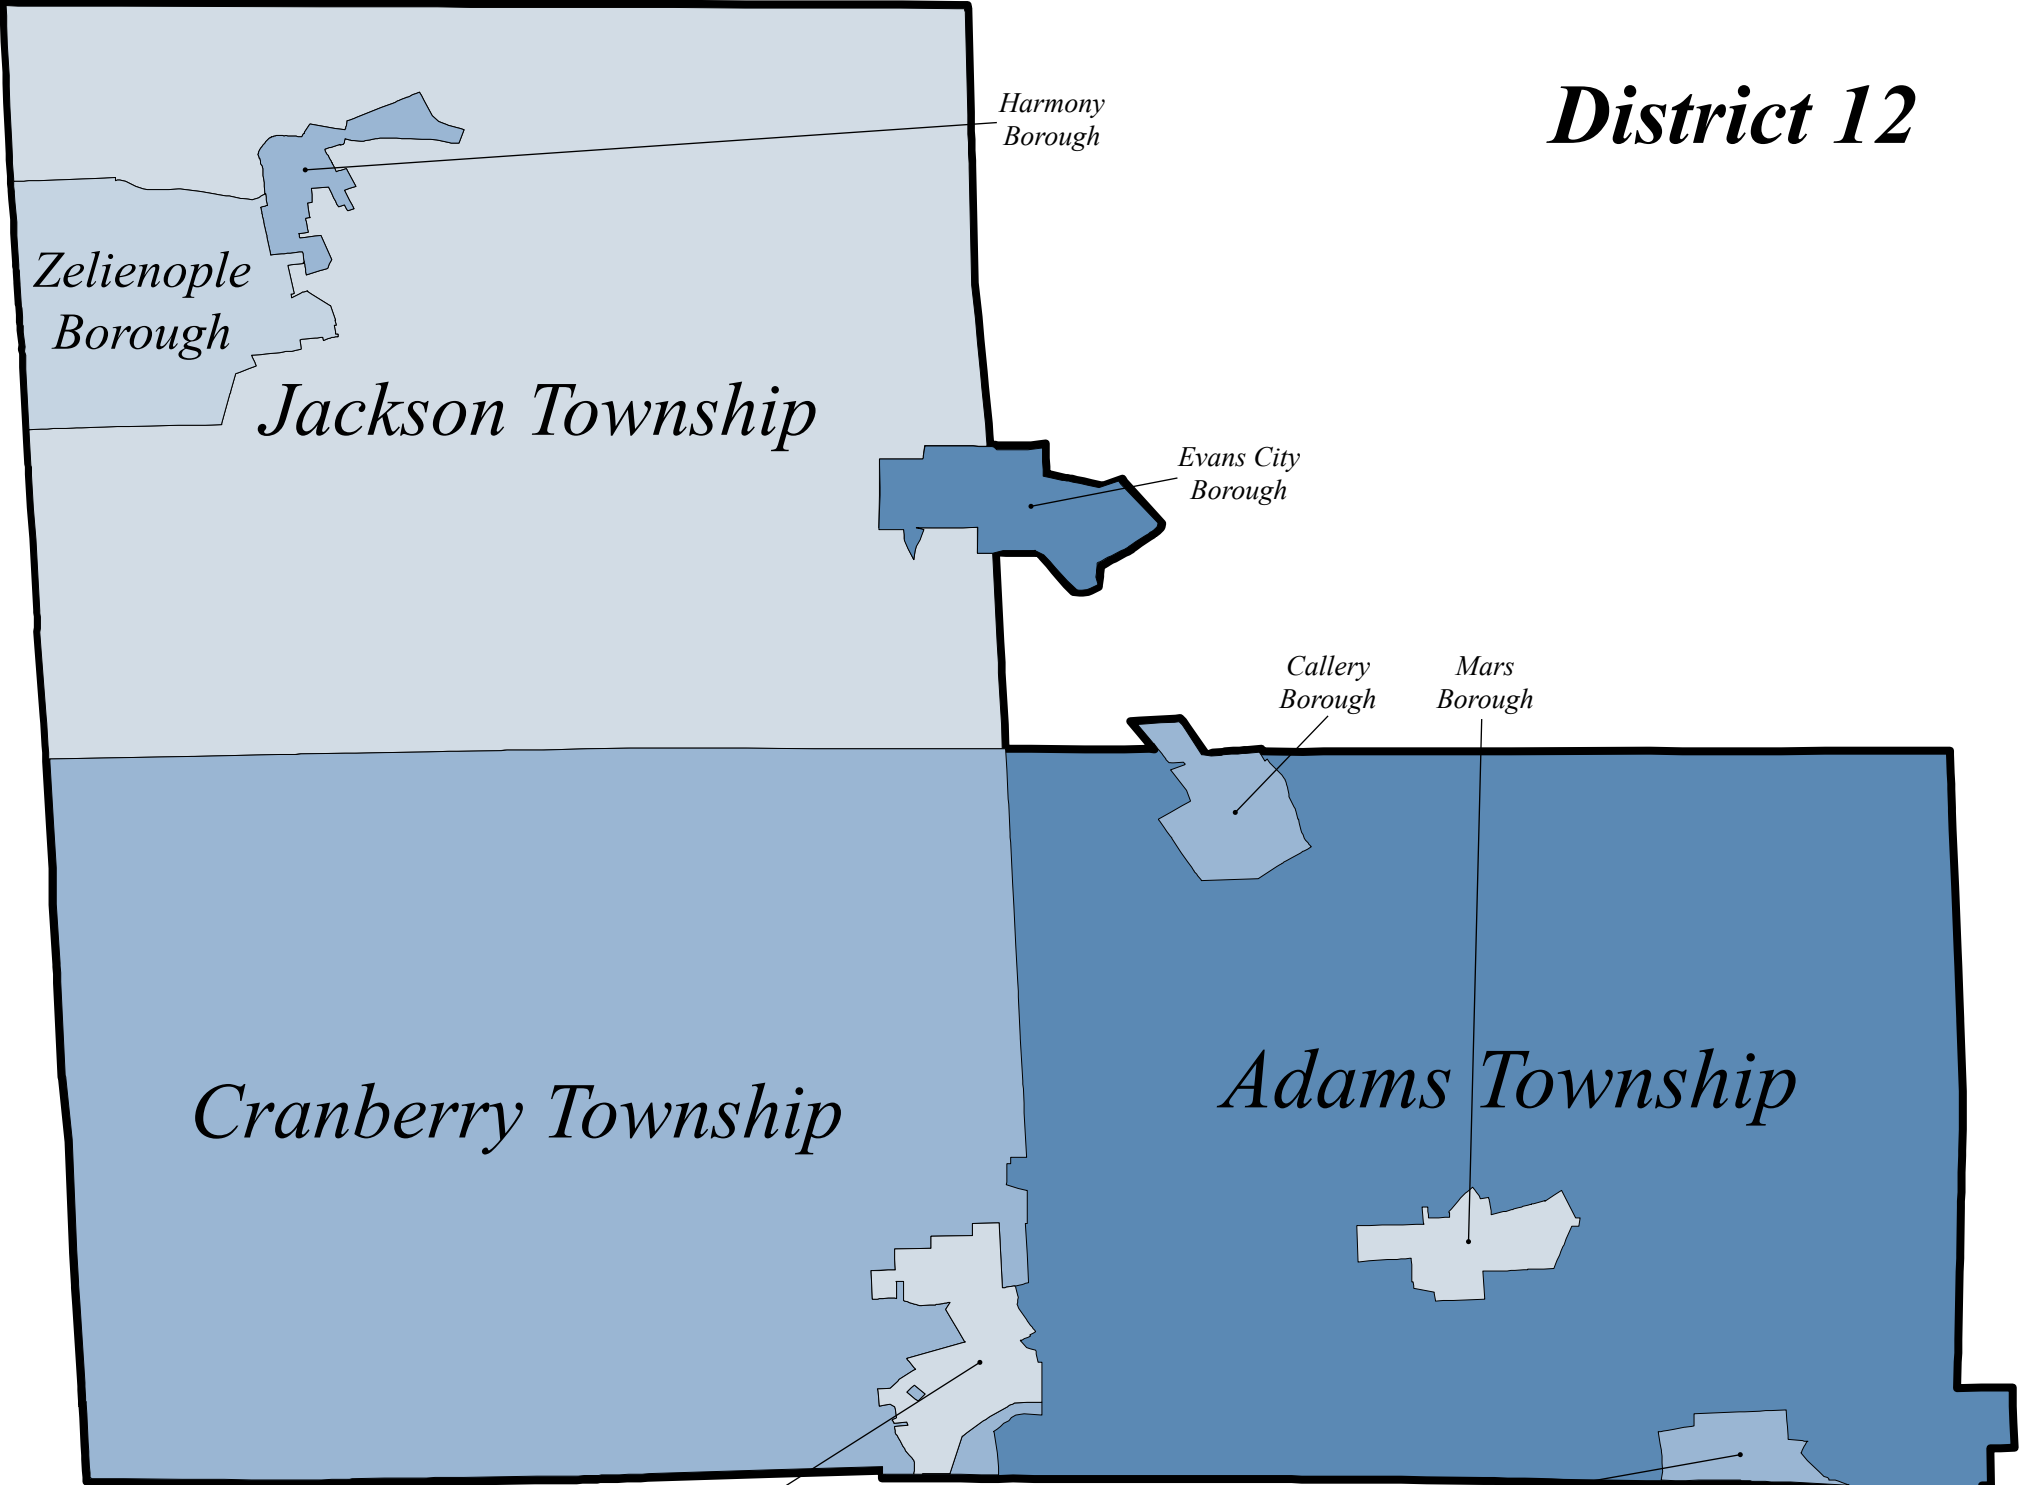 District 12
Harmony
Borough
Zelienople
Borough
Jackson Township
Evans City
Borough
Callery
Borough
Mars
Borough
Adams Township
Cranberry Township